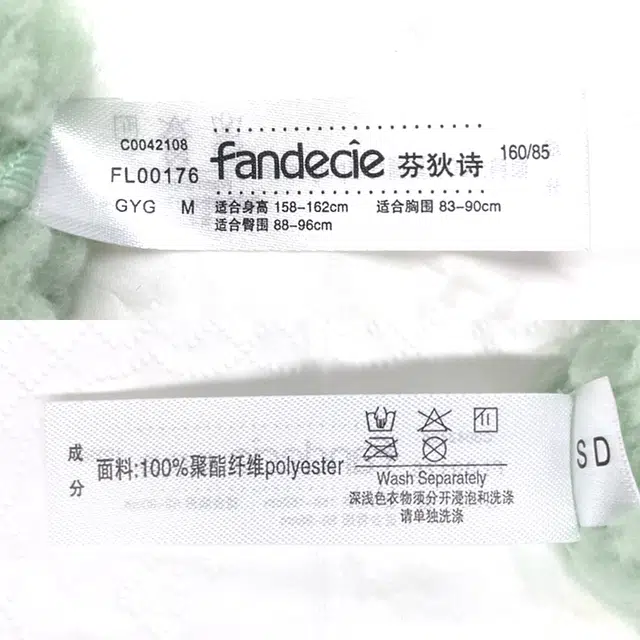 C0042108
FL00176
GYG M
fandecîe 芬狄诗 160/85
适合身高 158-162cm 适合胸围 83-90cm
适合臀围 88-96cm
成分
面料:100%聚酯纤维polyester
Wash Separately
深浅色衣物须分开浸泡和洗涤
请单独洗涤
SD